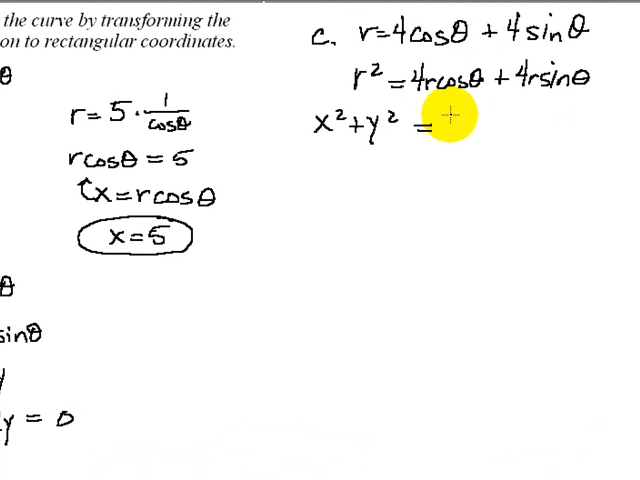 the curve by transforming the
on to rectangular coordinates.
θ
r = 5 · 1/cosθ
rcosθ = 5
↑x = rcosθ
x = 5
θ
sinθ
y
y = 0
c. r = 4cosθ + 4sinθ
r² = 4rcosθ + 4rsinθ
x² + y² =